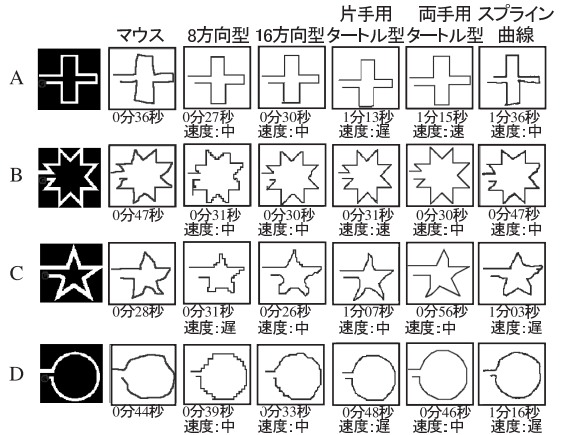 片手用 両手用 スプライン
マウス 8方向型 16方向型 タートル型 タートル型 曲線
A
0分36秒 0分27秒 0分30秒 1分13秒 1分15秒 1分36秒
速度:中 速度:中 速度:遅 速度:速 速度:中
B
0分47秒 0分31秒 0分30秒 0分31秒 0分30秒 0分47秒
速度:中 速度:中 速度:速 速度:中 速度:中
C
0分28秒 0分31秒 0分26秒 1分07秒 0分56秒 1分03秒
速度:遅 速度:中 速度:中 速度:中 速度:遅
D
0分44秒 0分39秒 0分33秒 0分48秒 0分46秒 1分16秒
速度:中 速度:中 速度:遅 速度:中 速度:遅